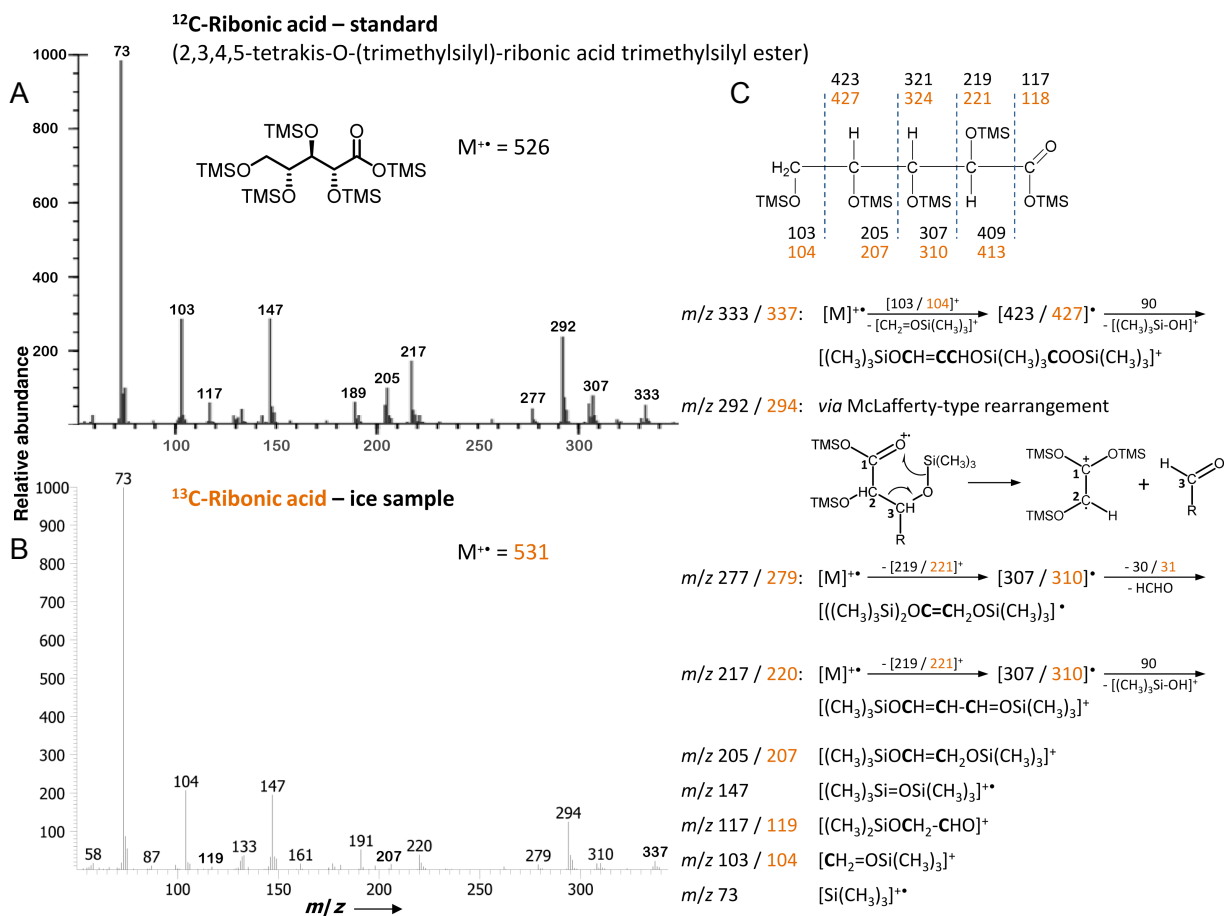 ¹²C-Ribonic acid – standard
(2,3,4,5-tetrakis-O-(trimethylsilyl)-ribonic acid trimethylsilyl ester)
A
1000
800
600
400
200
73
103
117
147
189
205
217
277
292
307
333
100
150
200
250
300
TMSO
O
TMSO
OTMS
TMSO
OTMS
M⁺• = 526
Relative abundance
B
¹³C-Ribonic acid – ice sample
M⁺• = 531
1000
900
800
700
600
500
400
300
200
100
73
58
87
104
119
133
147
161
191
207
220
279
294
310
337
100
150
200
250
300
m/z
C
423 321 219 117
427 324 221 118
H H OTMS O
H₂C C C C C
TMSO OTMS OTMS H OTMS
103 205 307 409
104 207 310 413
m/z 333 / 337: [M]⁺• [103 / 104]⁺ [423 / 427]• 90
- [CH₂=OSi(CH₃)₃]⁺ - [(CH₃)₃Si-OH]⁺
[(CH₃)₃SiOCH=CCHOSi(CH₃)₃COOSi(CH₃)₃]⁺
m/z 292 / 294: via McLafferty-type rearrangement
TMSO C O +• 1 Si(CH₃)₃
TMSO HC 2 O
3 CH
R
TMSO OTMS
1 C +
2 C
TMSO H
+
H O
3 C
R
m/z 277 / 279: [M]⁺• - [219 / 221]⁺ [307 / 310]• - 30 / 31
- HCHO
[((CH₃)₃Si)₂OC=CH₂OSi(CH₃)₃]•
m/z 217 / 220: [M]⁺• - [219 / 221]⁺ [307 / 310]• 90
- [(CH₃)₃Si-OH]⁺
[(CH₃)₃SiOCH=CH-CH=OSi(CH₃)₃]⁺
m/z 205 / 207 [(CH₃)₃SiOCH=CH₂OSi(CH₃)₃]⁺
m/z 147 [(CH₃)₃Si=OSi(CH₃)₃]⁺•
m/z 117 / 119 [(CH₃)₂SiOCH₂-CHO]⁺
m/z 103 / 104 [CH₂=OSi(CH₃)₃]⁺
m/z 73 [Si(CH₃)₃]⁺•